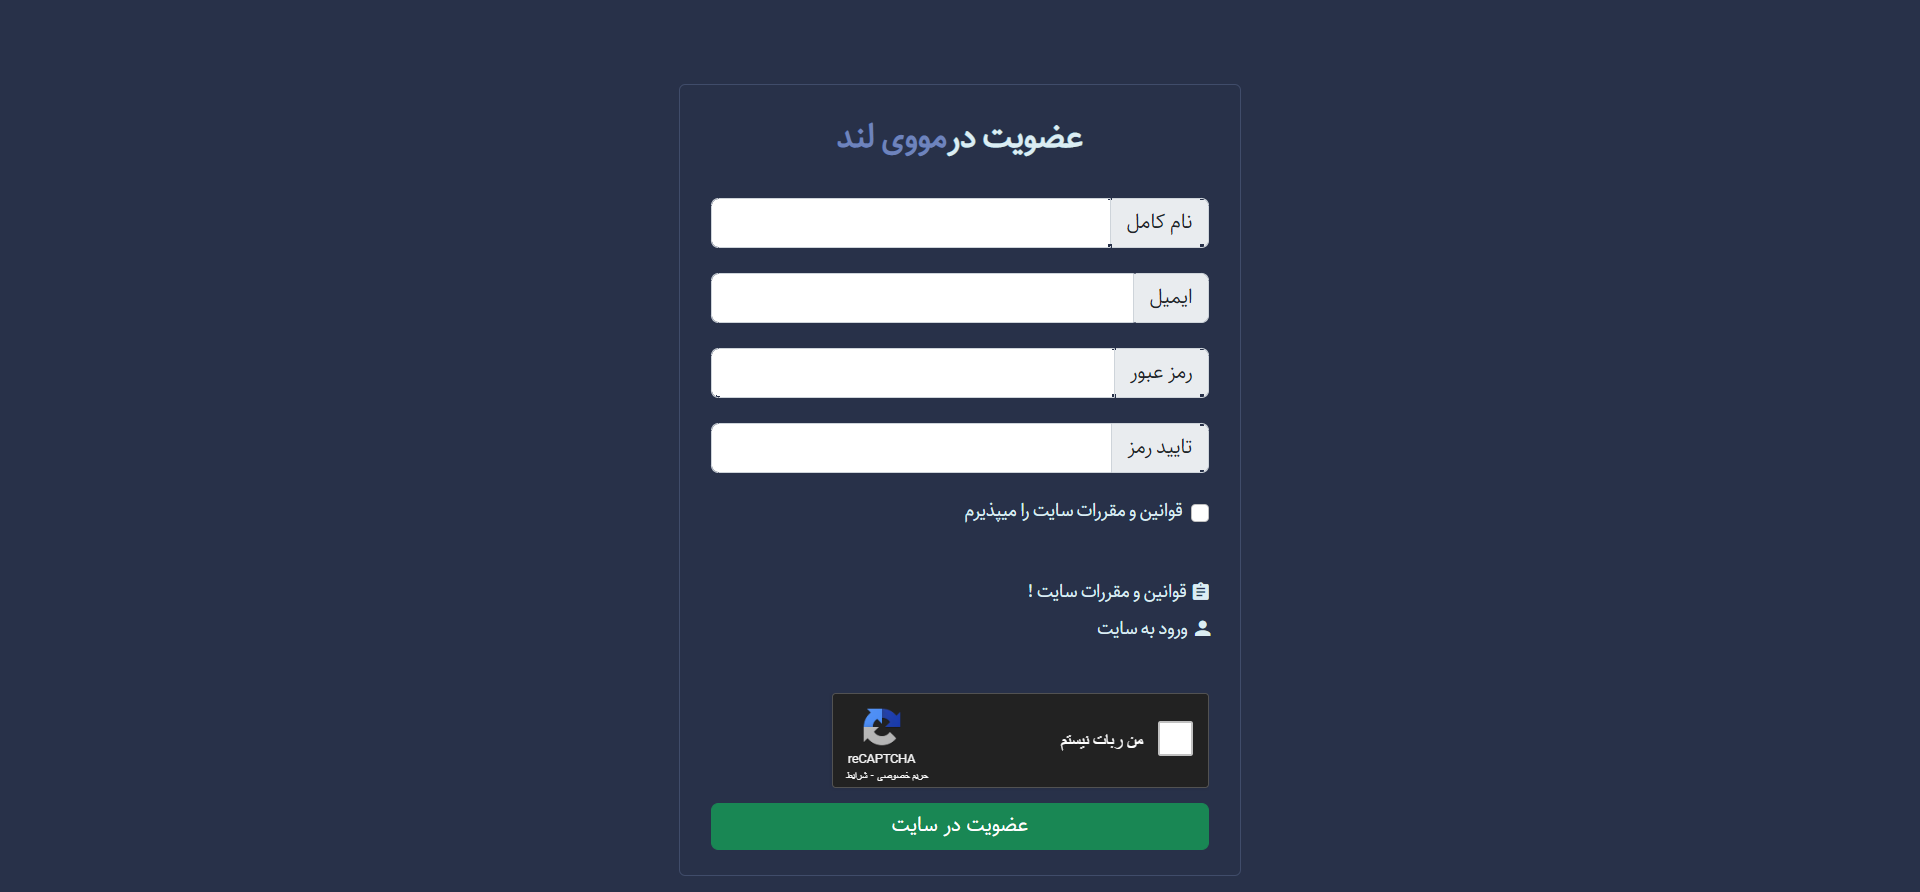 عضویت در مووی لند
نام کامل
ایمیل
رمز عبور
تایید رمز
قوانین و مقررات سایت را میپذیرم
قوانین و مقررات سایت !
ورود به سایت
من ربات نیستم
reCAPTCHA
حریم خصوصی - شرایط
عضویت در سایت